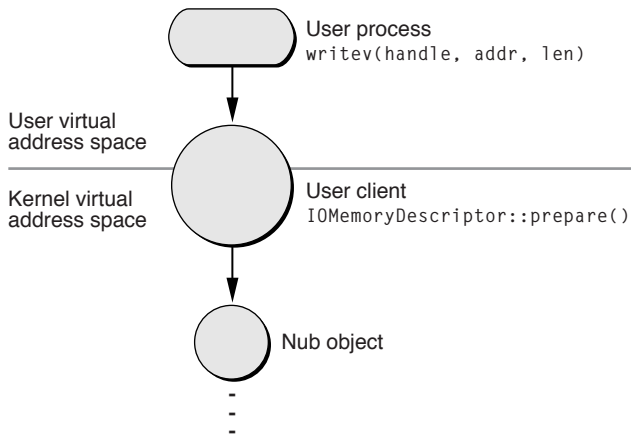 User process
writev(handle, addr, len)
User virtual
address space
Kernel virtual
address space
User client
IOMemoryDescriptor::prepare()
Nub object